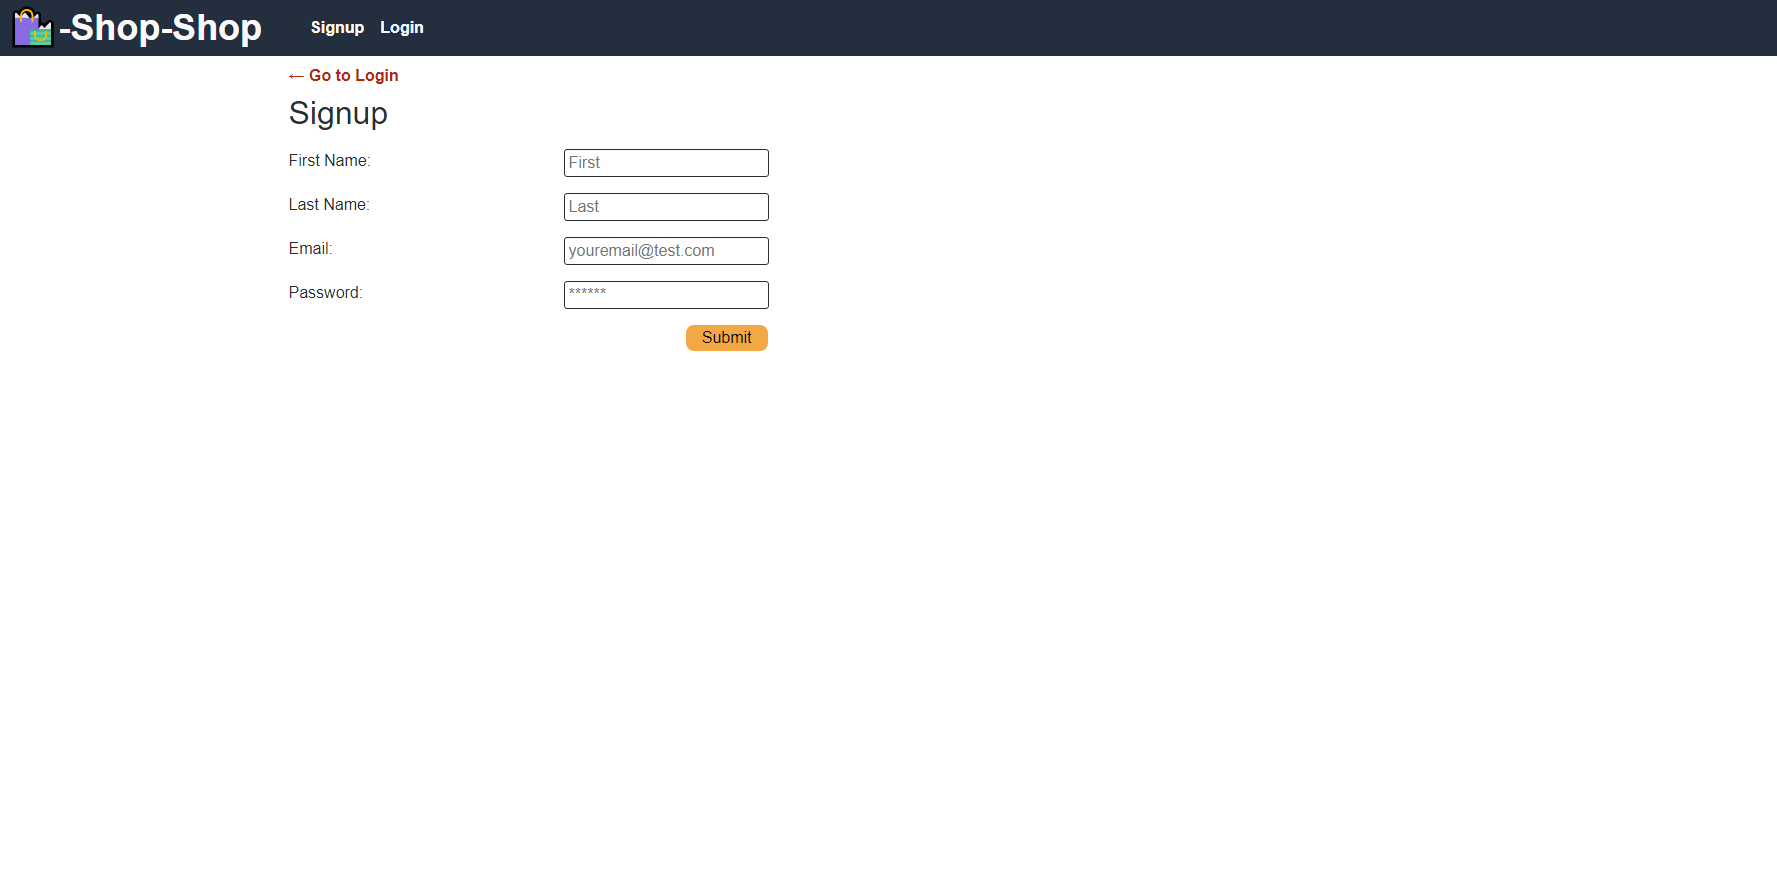 -Shop-Shop Signup Login
← Go to Login
Signup
First Name: First
Last Name: Last
Email: youremail@test.com
Password: ******
Submit